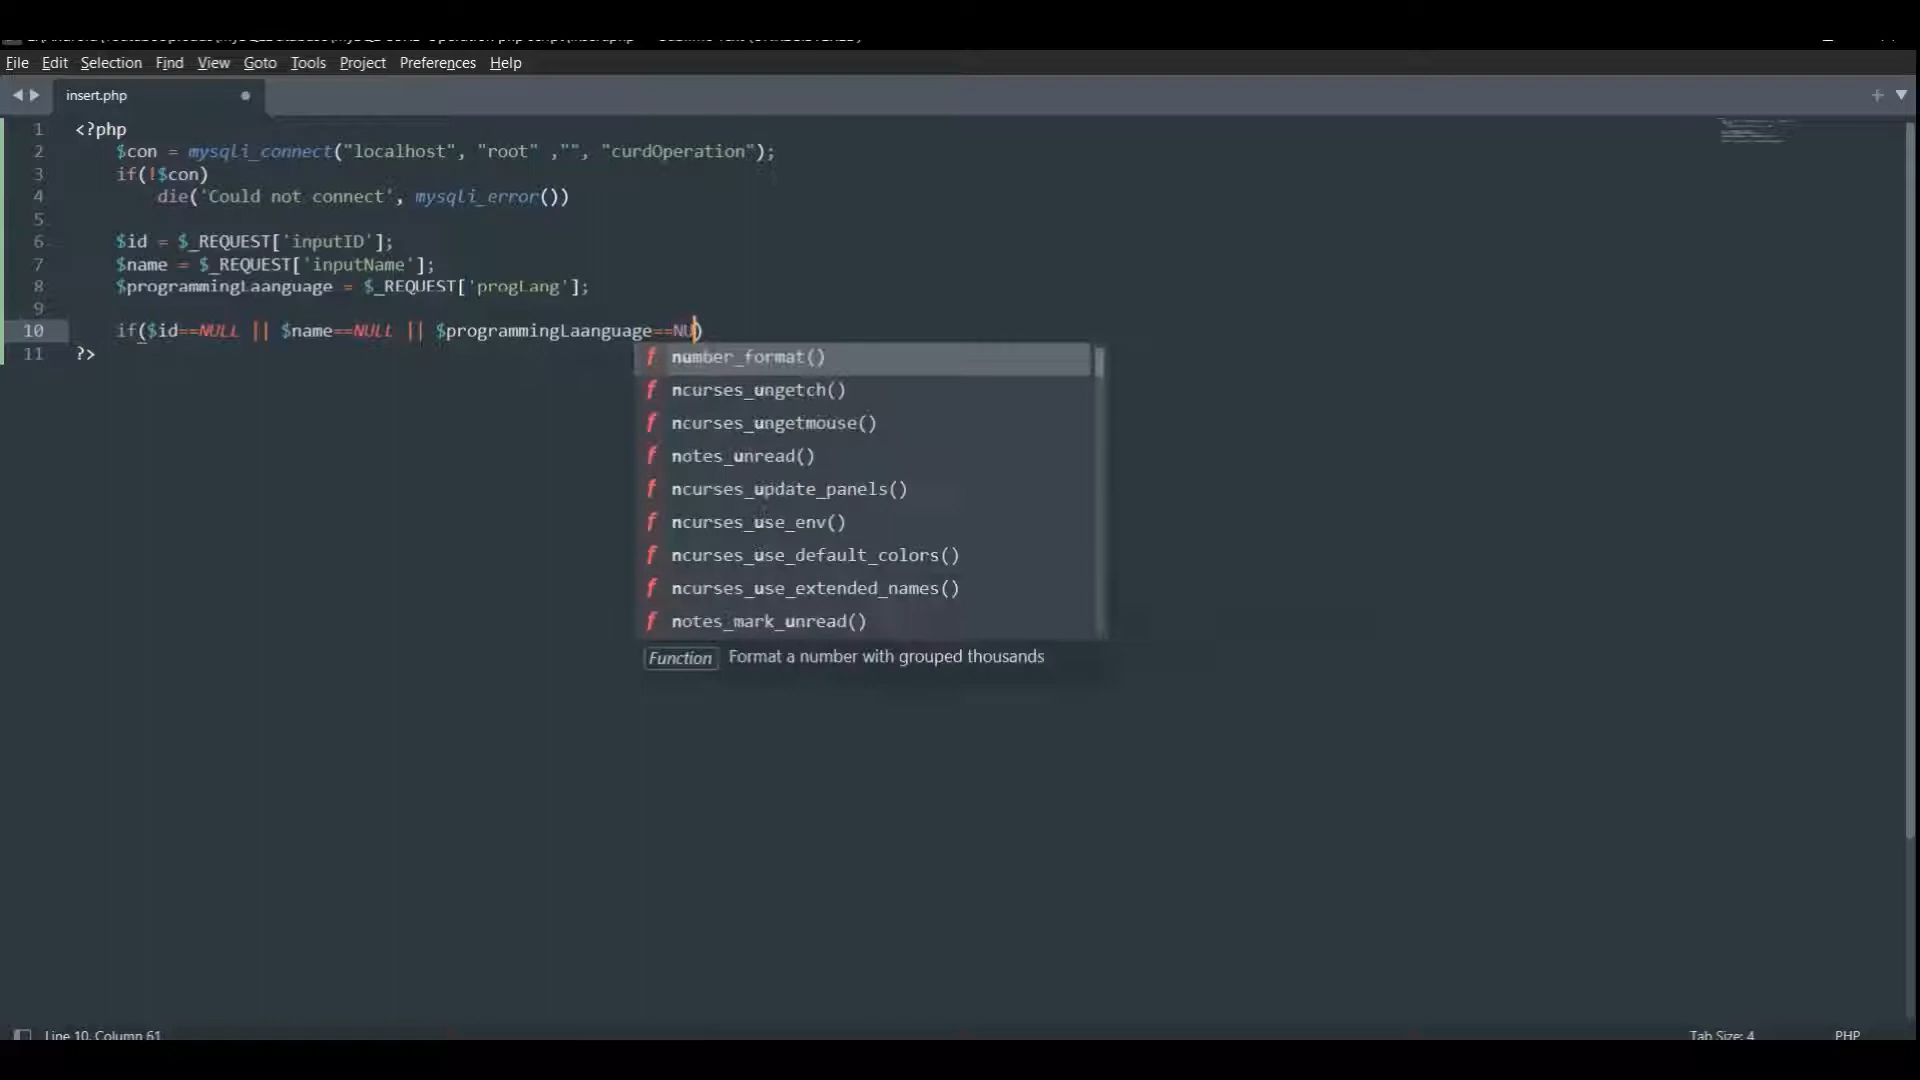 File Edit Selection Find View Goto Tools Project Preferences Help
insert.php
1 <?php
2 $con = mysqli_connect("localhost", "root" ,"", "curdOperation");
3 if(!$con)
4 die('Could not connect', mysqli_error())
5
6 $id = $_REQUEST['inputID'];
7 $name = $_REQUEST['inputName'];
8 $programmingLaanguage = $_REQUEST['progLang'];
9
10 if($id==NULL || $name==NULL || $programmingLaanguage==NU)
11 ?>
f number_format()
f ncurses_ungetch()
f ncurses_ungetmouse()
f notes_unread()
f ncurses_update_panels()
f ncurses_use_env()
f ncurses_use_default_colors()
f ncurses_use_extended_names()
f notes_mark_unread()
Function Format a number with grouped thousands
Line 10, Column 61 Tab Size: 4 PHP